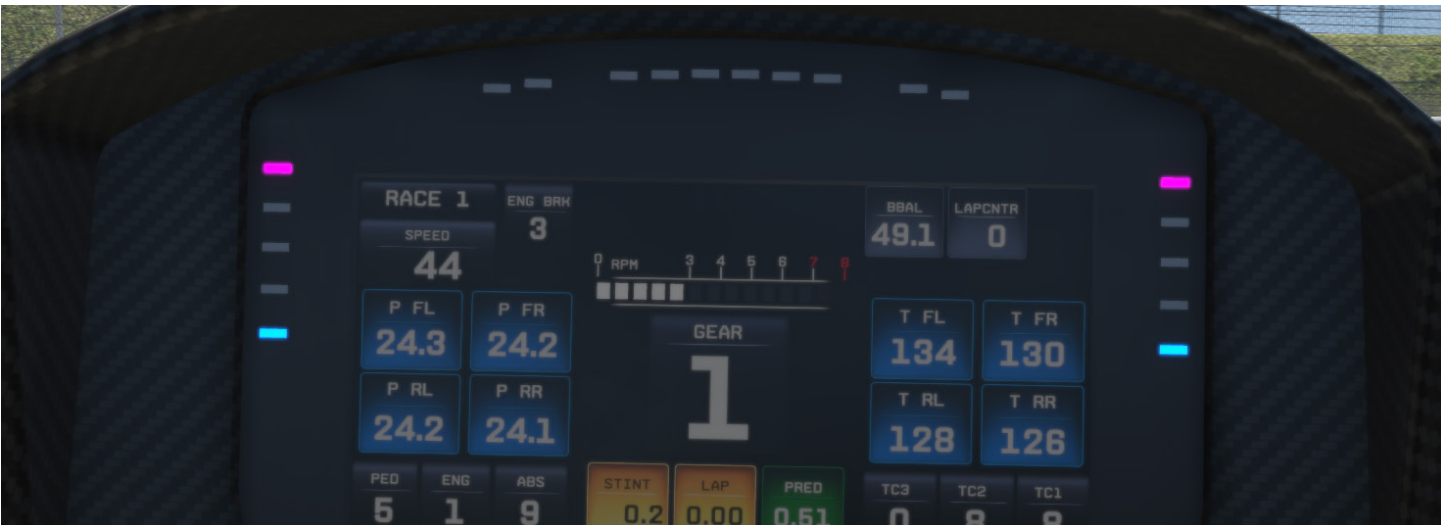 RACE 1
ENG BRK
3
SPEED
44
BBAL
49.1
LAPCNTR
0
0 RPM 3 4 5 6 7 8
P FL
24.3
P FR
24.2
GEAR
1
T FL
134
T FR
130
P RL
24.2
P RR
24.1
T RL
128
T RR
126
PED
5
ENG
1
ABS
9
STINT
0.2
LAP
0.00
PRED
0.51
TC3
0
TC2
8
TC1